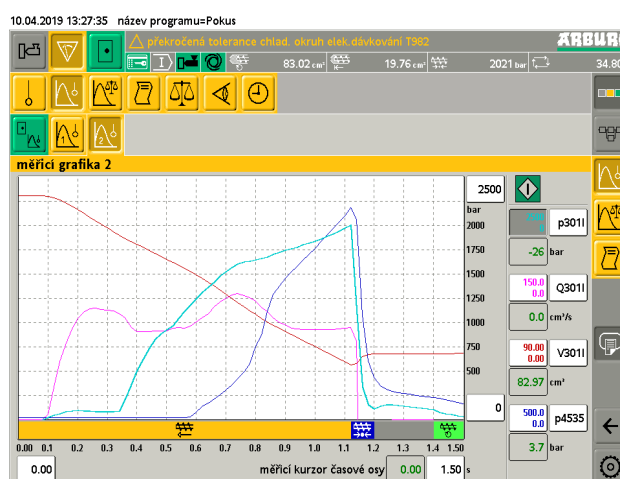 10.04.2019 13:27:35 název programu=Pokus
překročená tolerance chlad. okruh elek.dávkování T982
ARBURG
83.02 cm³ 19.76 cm³ 2021 bar 34.80
1
2
měřicí grafika 2
2500
bar
2000
1750
1500
1250
1000
750
500
0
p301I
-26 bar
150.0
0.0
Q301I
0.0 cm³/s
90.00
0.00
V301I
82.97 cm³
500.0
0.0
p4535
3.7 bar
0.00 0.1 0.2 0.3 0.4 0.5 0.6 0.7 0.8 0.9 1.0 1.1 1.2 1.3 1.4 1.50
0.00 měřicí kurzor časové osy 0.00 1.50 s